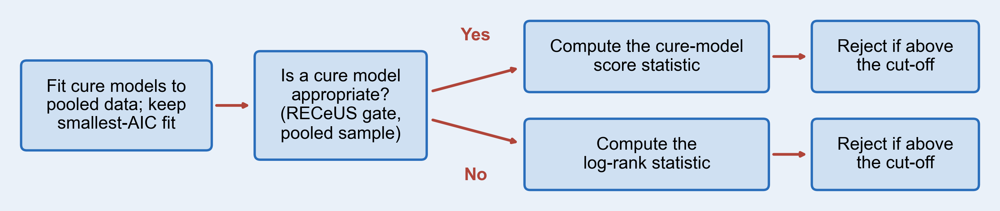 Fit cure models to
pooled data; keep
smallest-AIC fit
Is a cure model
appropriate?
(RECeUS gate,
pooled sample)
Yes
Compute the cure-model
score statistic
Reject if above
the cut-off
No
Compute the
log-rank statistic
Reject if above
the cut-off